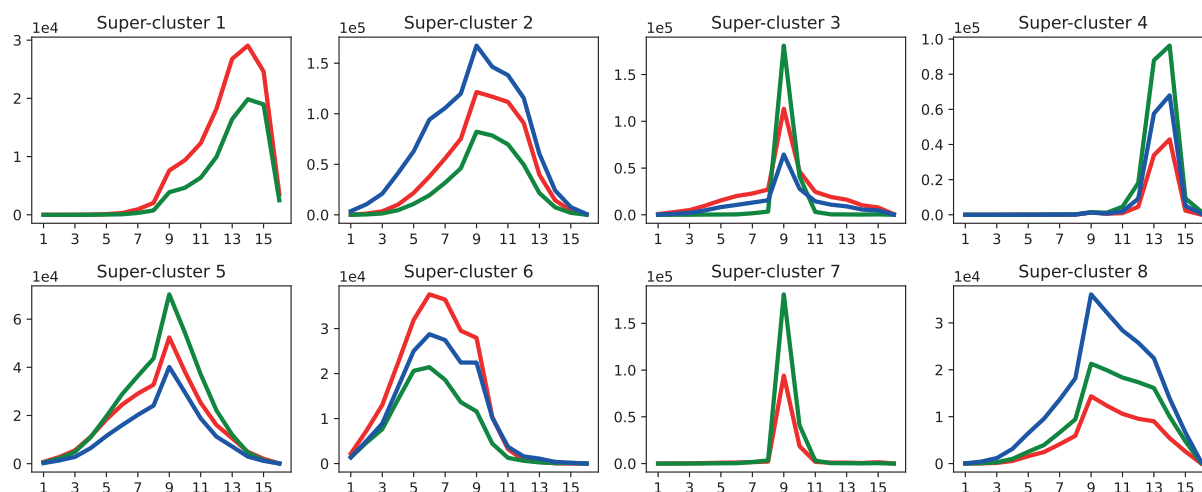 Super-cluster 1
1e4
3
2
1
0
1 3 5 7 9 11 13 15
Super-cluster 2
1e5
1.5
1.0
0.5
0.0
1 3 5 7 9 11 13 15
Super-cluster 3
1e5
1.5
1.0
0.5
0.0
1 3 5 7 9 11 13 15
Super-cluster 4
1e5
1.0
0.8
0.6
0.4
0.2
0.0
1 3 5 7 9 11 13 15
Super-cluster 5
1e4
6
4
2
0
1 3 5 7 9 11 13 15
Super-cluster 6
1e4
3
2
1
0
1 3 5 7 9 11 13 15
Super-cluster 7
1e5
1.5
1.0
0.5
0.0
1 3 5 7 9 11 13 15
Super-cluster 8
1e4
4
3
2
1
0
1 3 5 7 9 11 13 15